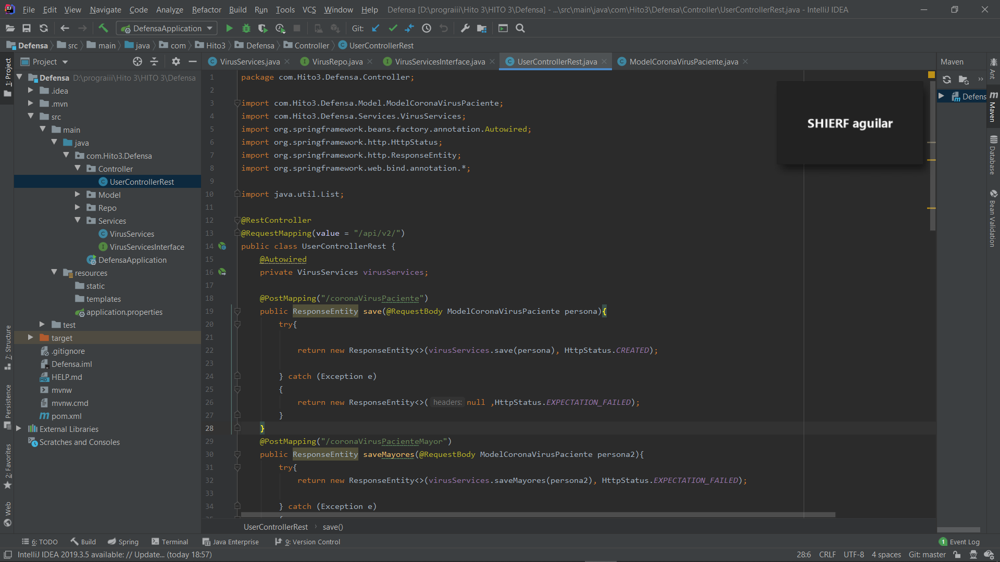 File Edit View Navigate Code Analyze Refactor Build Run Tools VCS Window Help Defensa [D:\prograiii\Hito 3\HITO 3\Defensa] - ...\src\main\java\com\Hito3\Defensa\Controller\UserControllerRest.java - IntelliJ IDEA
DefensaApplication Git:
Defensa src main java com Hito3 Defensa Controller UserControllerRest
1: Project
7: Structure
Persistence
2: Favorites
Web
Project
Defensa D:\prograiii\Hito 3\HITO 3\Defensa
.idea
.mvn
src
main
java
com.Hito3.Defensa
Controller
UserControllerRest
Model
Repo
Services
VirusServices
VirusServicesInterface
DefensaApplication
resources
static
templates
application.properties
test
target
.gitignore
Defensa.iml
HELP.md
mvnw
mvnw.cmd
pom.xml
External Libraries
Scratches and Consoles
VirusServices.java VirusRepo.java VirusServicesInterface.java UserControllerRest.java ModelCoronaVirusPaciente.java
1 package com.Hito3.Defensa.Controller;
2
3 import com.Hito3.Defensa.Model.ModelCoronaVirusPaciente;
4 import com.Hito3.Defensa.Services.VirusServices;
5 import org.springframework.beans.factory.annotation.Autowired;
6 import org.springframework.http.HttpStatus;
7 import org.springframework.http.ResponseEntity;
8 import org.springframework.web.bind.annotation.*;
9
10 import java.util.List;
11
12 @RestController
13 @RequestMapping(value = "/api/v2/")
14 public class UserControllerRest {
15 @Autowired
16 private VirusServices virusServices;
17
18 @PostMapping("/coronaVirusPaciente")
19 public ResponseEntity save(@RequestBody ModelCoronaVirusPaciente persona){
20 try{
21
22 return new ResponseEntity<>(virusServices.save(persona), HttpStatus.CREATED);
23
24 } catch (Exception e)
25 {
26 return new ResponseEntity<>( headers: null ,HttpStatus.EXPECTATION_FAILED);
27 }
28 }
29 @PostMapping("/coronaVirusPacienteMayor")
30 public ResponseEntity saveMayores(@RequestBody ModelCoronaVirusPaciente persona2){
31 try{
32 return new ResponseEntity<>(virusServices.saveMayores(persona2), HttpStatus.EXPECTATION_FAILED);
33
34 } catch (Exception e)
UserControllerRest save()
SHIERF aguilar
Maven
Defens
Ant
Maven
Database
Bean Validation
6: TODO Build Spring Terminal Java Enterprise 9: Version Control 1 Event Log
IntelliJ IDEA 2019.3.5 available: // Update... (today 18:57) 28:6 CRLF UTF-8 4 spaces Git: master